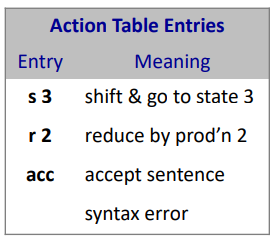 Action Table Entries
Entry Meaning
s 3 shift & go to state 3
r 2 reduce by prod’n 2
acc accept sentence
syntax error